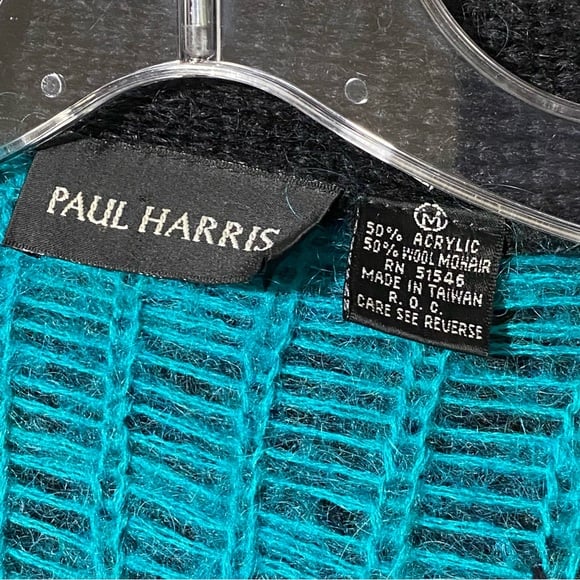 PAUL HARRIS
M
50% ACRYLIC
50% WOOL MOHAIR
RN 51546
MADE IN TAIWAN
R. O. C.
CARE SEE REVERSE